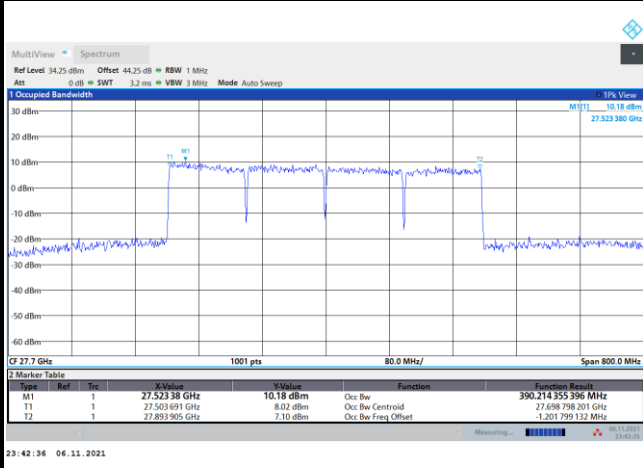 MultiView Spectrum
Ref Level 34.25 dBm Offset 44.25 dB RBW 1 MHz
Att 0 dB SWT 3.2 ms VBW 3 MHz Mode Auto Sweep
1 Occupied Bandwidth 1Pk View
M1[1] 10.18 dBm
27.523 380 GHz
30 dBm
20 dBm
M1
T1 T2
10 dBm
0 dBm
-10 dBm
-20 dBm
-30 dBm
-40 dBm
-50 dBm
-60 dBm
CF 27.7 GHz 1001 pts 80.0 MHz/ Span 800.0 MHz
2 Marker Table
Type Ref Trc X-Value Y-Value Function Function Result
M1 1 27.523 38 GHz 10.18 dBm Occ Bw 390.214 355 396 MHz
T1 1 27.503 691 GHz 8.02 dBm Occ Bw Centroid 27.698 798 201 GHz
T2 1 27.893 905 GHz 7.10 dBm Occ Bw Freq Offset -1.201 799 132 MHz
Measuring... 06.11.2021
23:42:35
23:42:36 06.11.2021